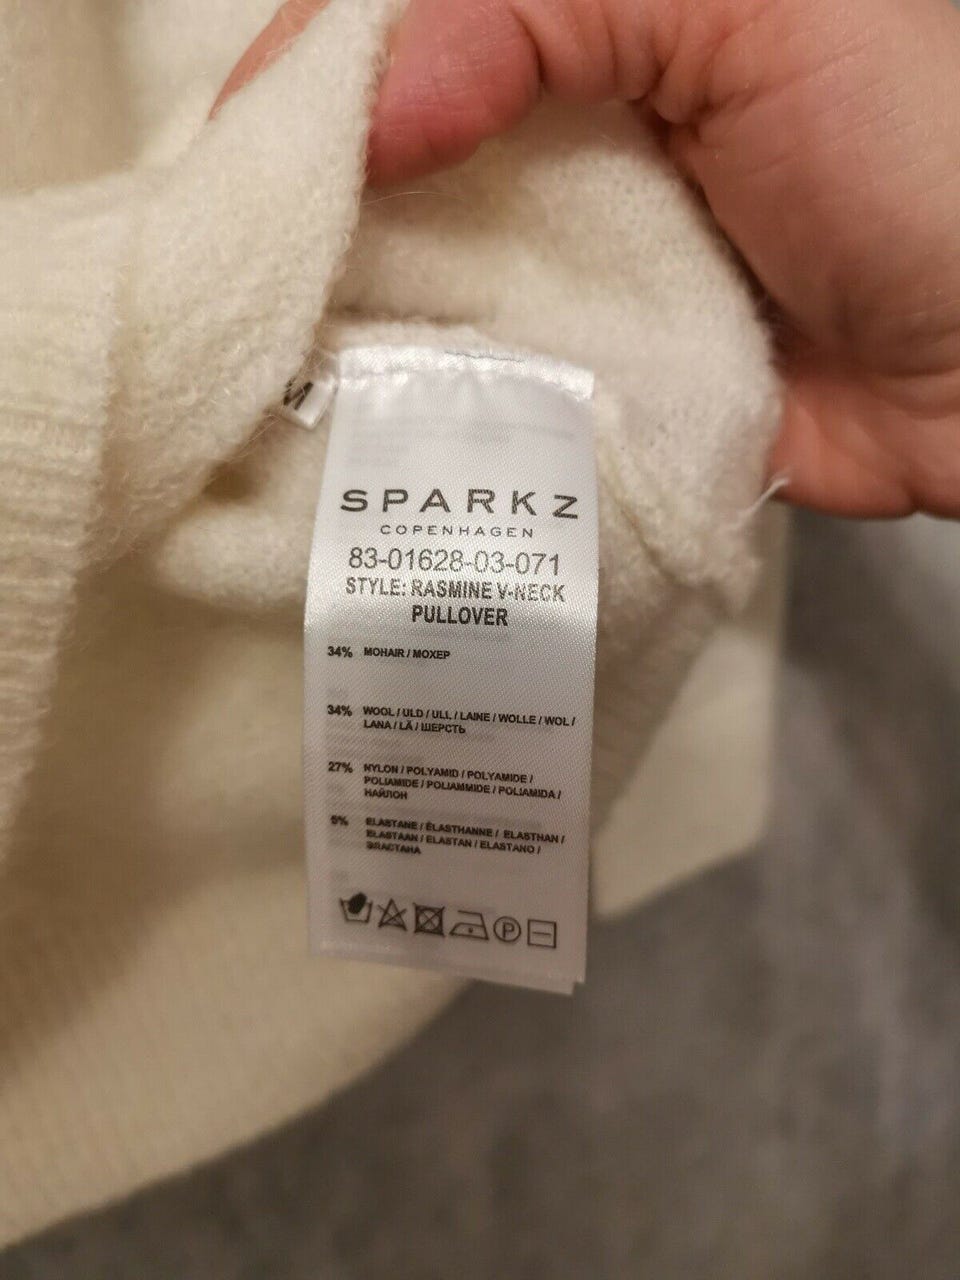 M
SPARKZ
COPENHAGEN
83-01628-03-071
STYLE: RASMINE V-NECK
PULLOVER
34% MOHAIR / МОХЕР
34% WOOL / ULD / ULL / LAINE / WOLLE / WOL /
LANA / LÃ / ШЕРСТЬ
27% NYLON / POLYAMID / POLYAMIDE /
POLIAMIDE / POLIAMMIDE / POLIAMIDA /
НАЙЛОН
5% ELASTANE / ÉLASTHANNE / ELASTHAN /
ELASTAAN / ELASTAN / ELASTANO /
ЭЛАСТАНА
P